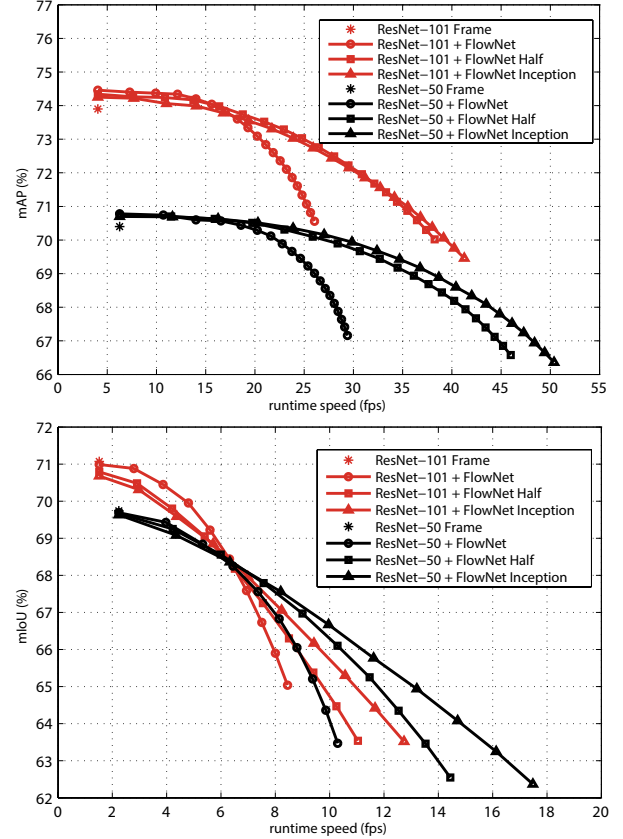 77
76
75
74
73
72
71
70
69
68
67
66
mAP (%)
ResNet−101 Frame
ResNet−101 + FlowNet
ResNet−101 + FlowNet Half
ResNet−101 + FlowNet Inception
ResNet−50 Frame
ResNet−50 + FlowNet
ResNet−50 + FlowNet Half
ResNet−50 + FlowNet Inception
0 5 10 15 20 25 30 35 40 45 50 55
runtime speed (fps)
72
71
70
69
68
67
66
65
64
63
62
mIoU (%)
ResNet−101 Frame
ResNet−101 + FlowNet
ResNet−101 + FlowNet Half
ResNet−101 + FlowNet Inception
ResNet−50 Frame
ResNet−50 + FlowNet
ResNet−50 + FlowNet Half
ResNet−50 + FlowNet Inception
0 2 4 6 8 10 12 14 16 18 20
runtime speed (fps)